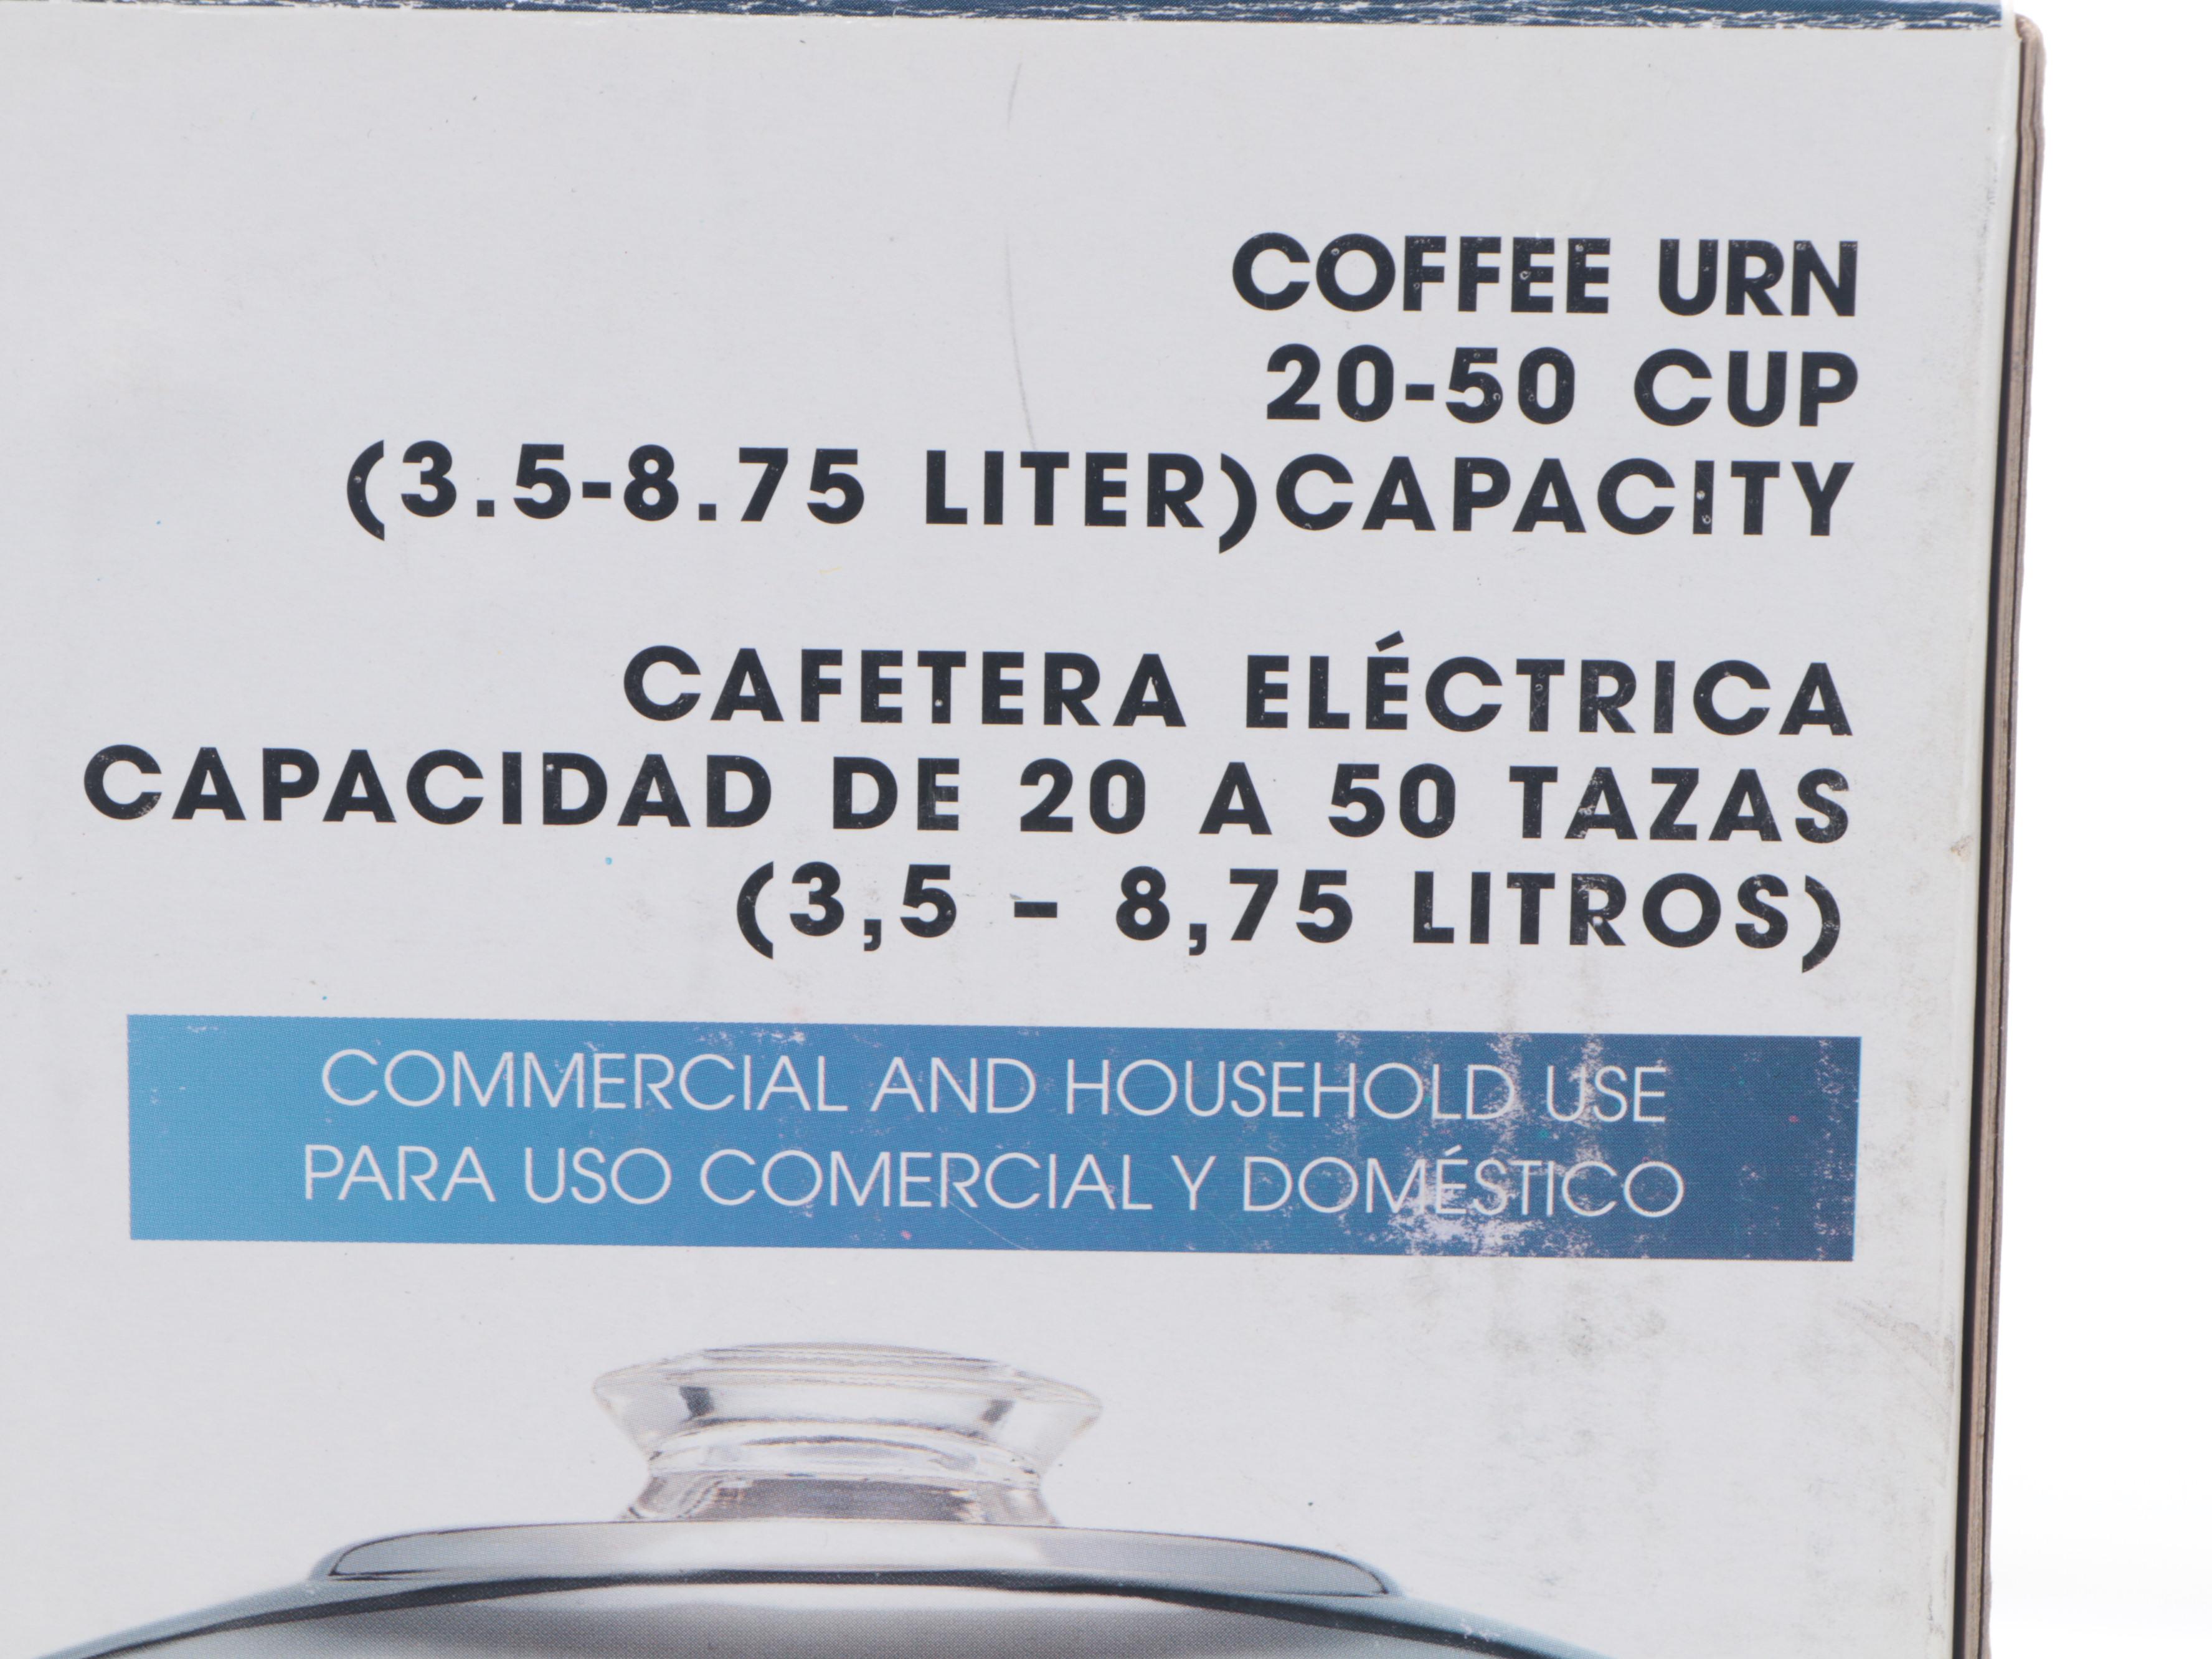 COFFEE URN
20-50 CUP
(3.5-8.75 LITER)CAPACITY
CAFETERA ELÉCTRICA
CAPACIDAD DE 20 A 50 TAZAS
(3,5 – 8,75 LITROS)
COMMERCIAL AND HOUSEHOLD USE
PARA USO COMERCIAL Y DOMÉSTICO